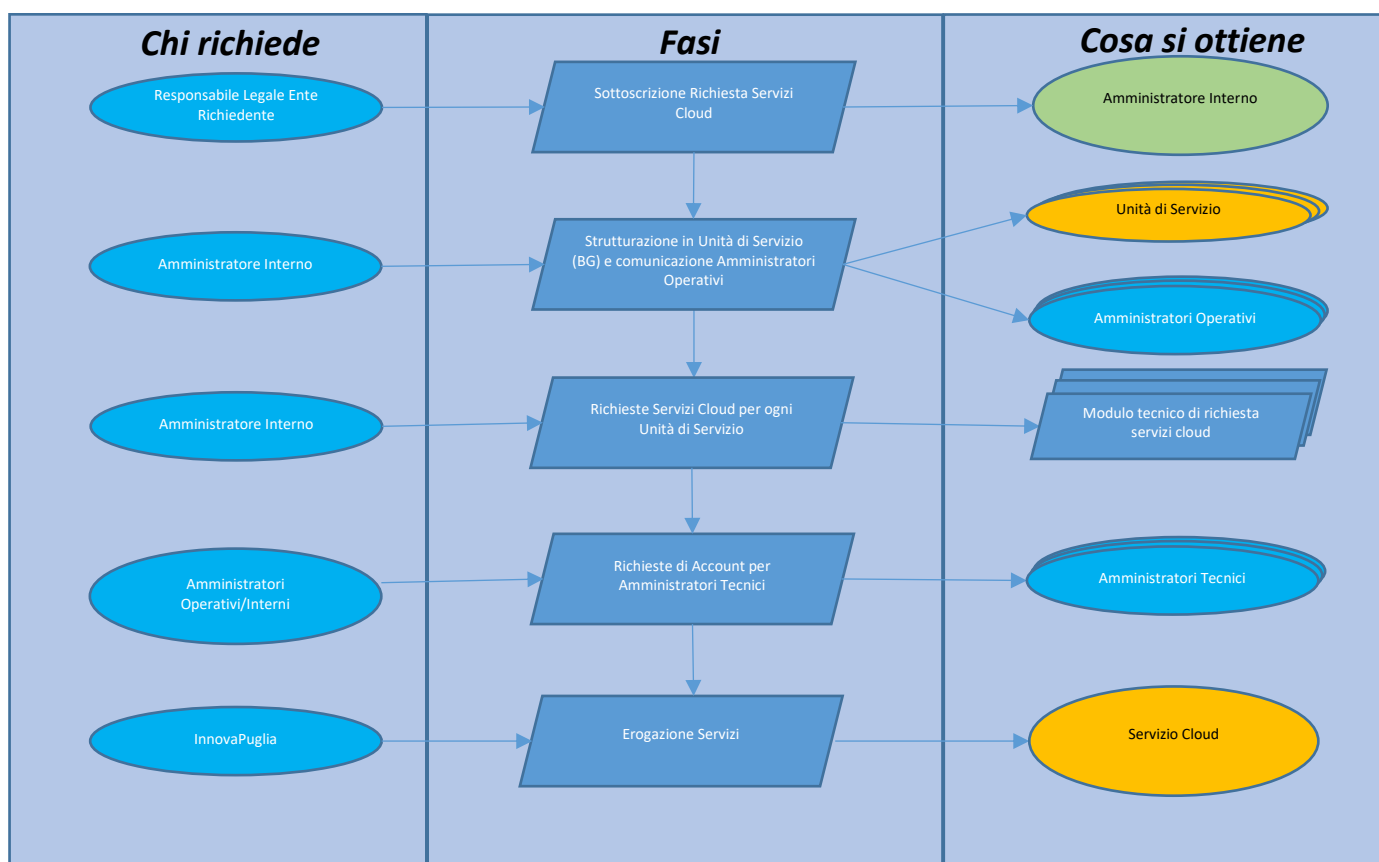 Chi richiede
Fasi
Cosa si ottiene
Responsabile Legale Ente
Richiedente
Sottoscrizione Richiesta Servizi
Cloud
Amministratore Interno
Amministratore Interno
Strutturazione in Unità di Servizio
(BG) e comunicazione Amministratori
Operativi
Unità di Servizio
Amministratori Operativi
Amministratore Interno
Richieste Servizi Cloud per ogni
Unità di Servizio
Modulo tecnico di richiesta
servizi cloud
Amministratori
Operativi/Interni
Richieste di Account per
Amministratori Tecnici
Amministratori Tecnici
InnovaPuglia
Erogazione Servizi
Servizio Cloud